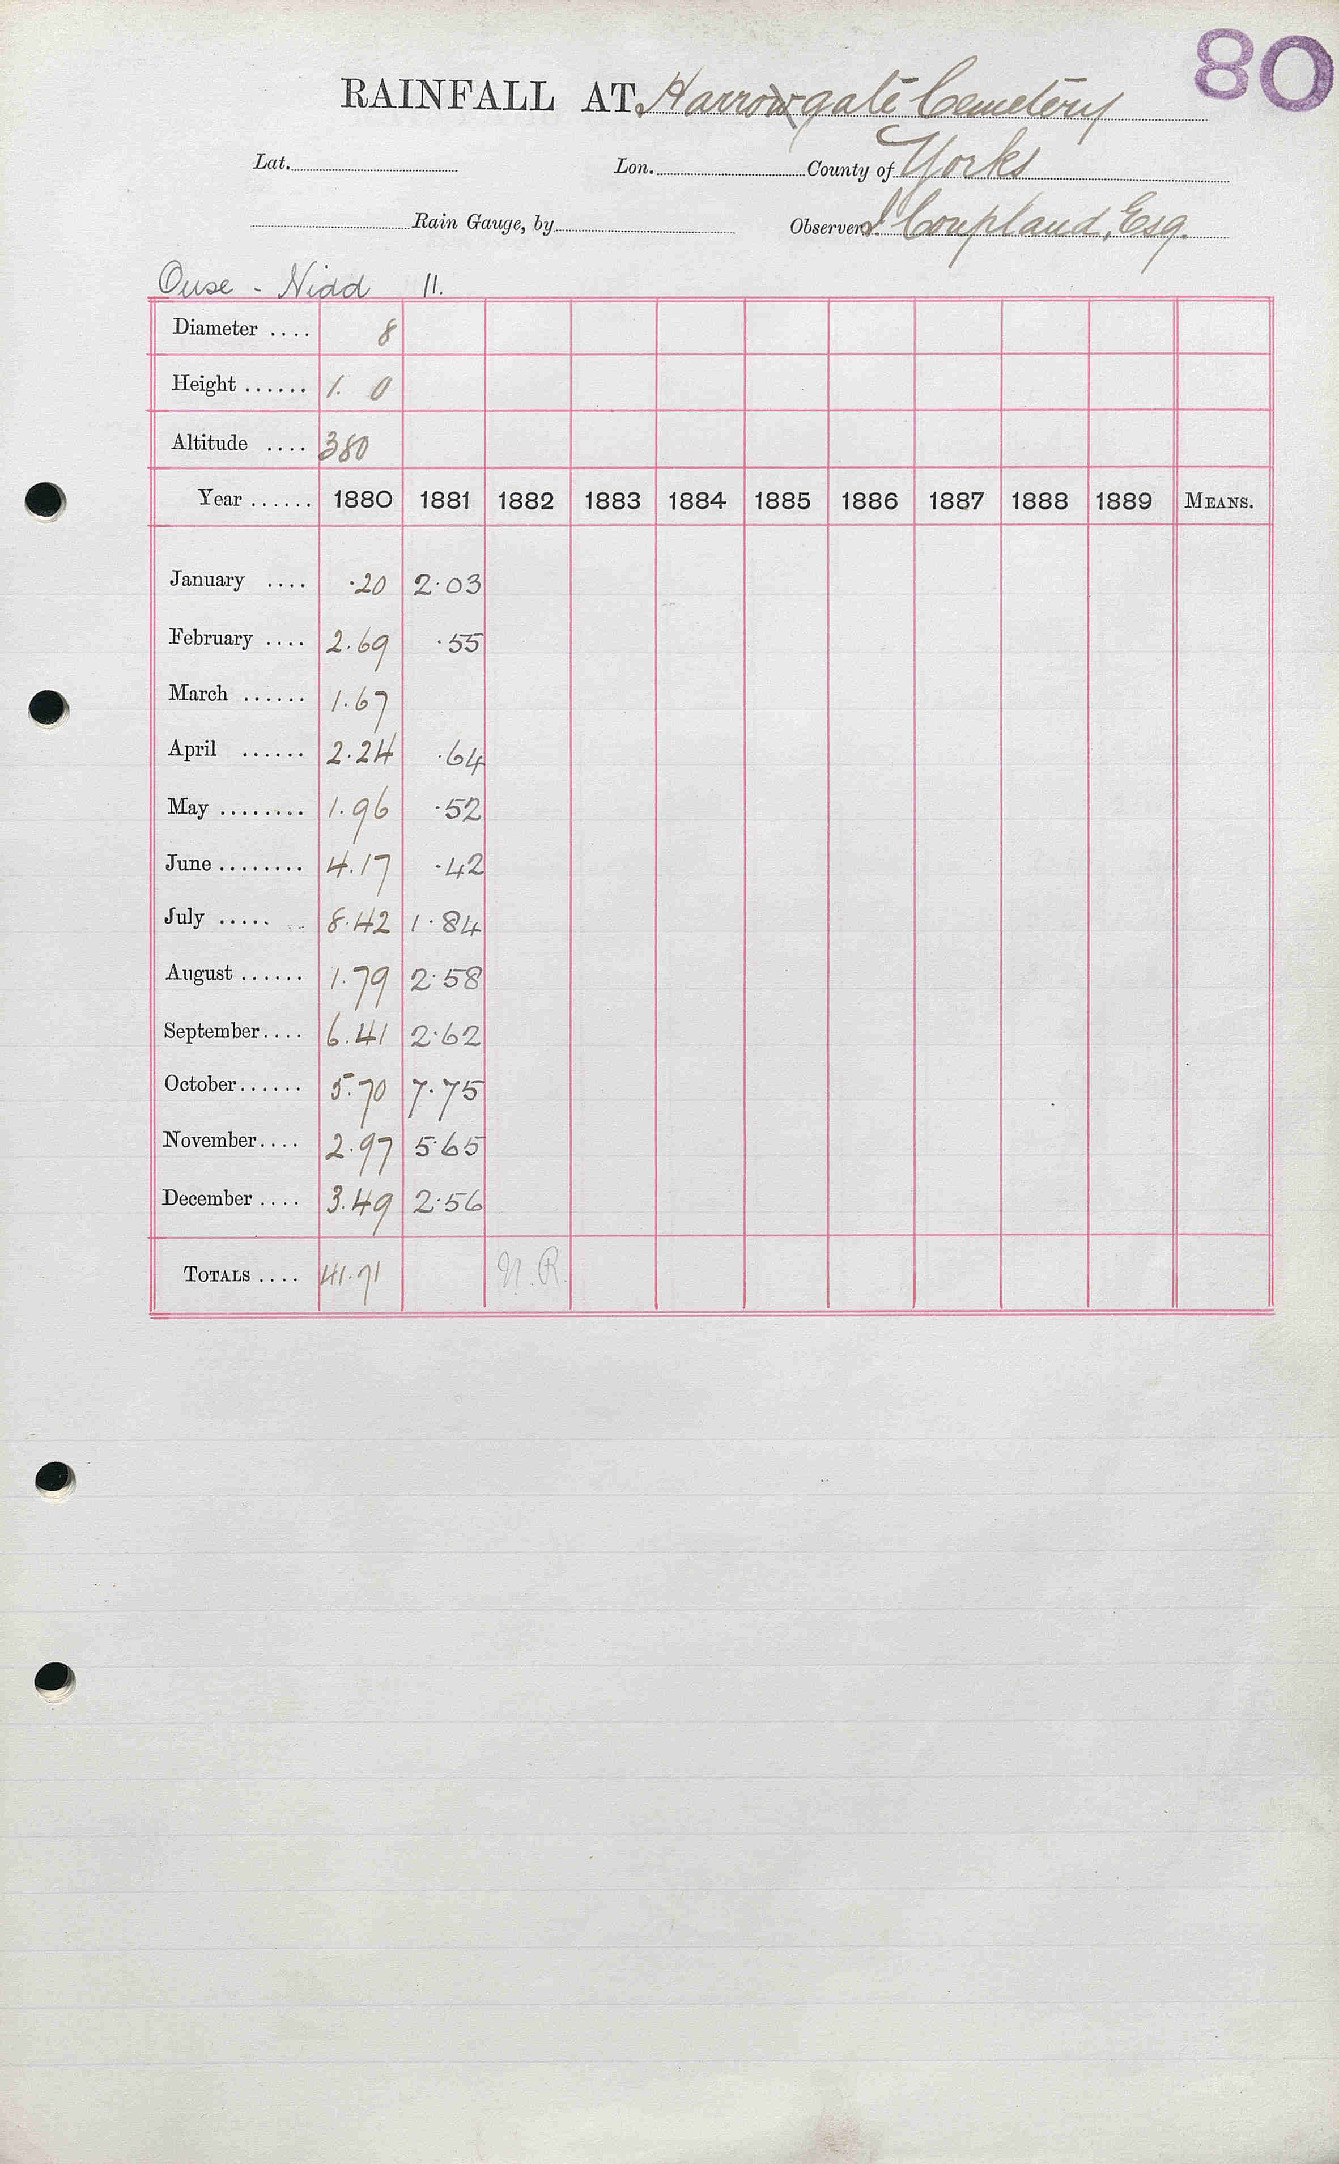 80
RAINFALL AT Harrowgate Cemetery
Lat. Lon. County of Yorks
Rain Gauge, by Observer J Coupland, Esq.
Ouse - Nidd 11.
Diameter .... 8
Height ...... 1. 0
Altitude .... 380
Year ...... 1880 1881 1882 1883 1884 1885 1886 1887 1888 1889 MEANS.
January .... ·20 2·03
February .... 2.69 ·55
March ...... 1.67
April ...... 2.24 ·64
May ........ 1.96 ·52
June ........ 4.17 ·42
July ..... .. 8.42 1·84
August ...... 1.79 2·58
September.... 6.41 2·62
October...... 5.70 7·75
November.... 2.97 5·65
December .... 3.49 2·56
TOTALS .... 41.71 N.R.